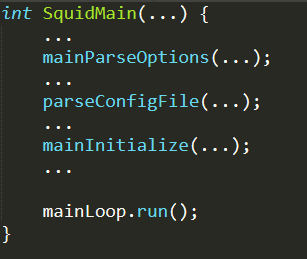 int SquidMain(...) {
...
mainParseOptions(...);
...
parseConfigFile(...);
...
mainInitialize(...);
...
mainLoop.run();
}